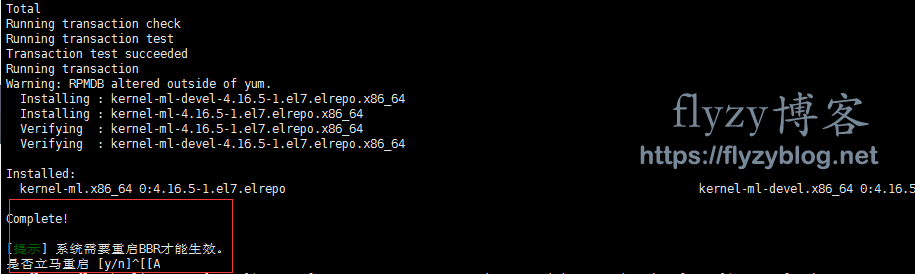 Total
Running transaction check
Running transaction test
Transaction test succeeded
Running transaction
Warning: RPMDB altered outside of yum.
Installing : kernel-ml-devel-4.16.5-1.el7.elrepo.x86_64
Installing : kernel-ml-4.16.5-1.el7.elrepo.x86_64
Verifying : kernel-ml-4.16.5-1.el7.elrepo.x86_64
Verifying : kernel-ml-devel-4.16.5-1.el7.elrepo.x86_64
flyzy博客
https://flyzyblog.net
Installed:
kernel-ml.x86_64 0:4.16.5-1.el7.elrepo kernel-ml-devel.x86_64 0:4.16.5
Complete!
[提示] 系统需要重启BBR才能生效。
是否立马重启 [y/n]^[[A